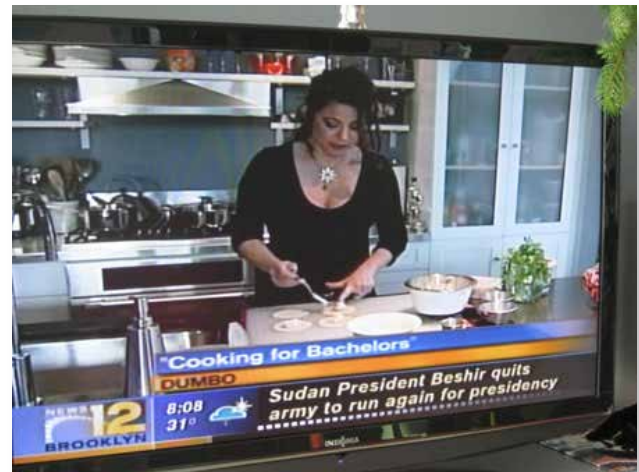 "Cooking for Bachelors"
DUMBO
NEWS
12
BROOKLYN
8:08
31°
Sudan President Beshir quits
army to run again for presidency
INSIGNIA